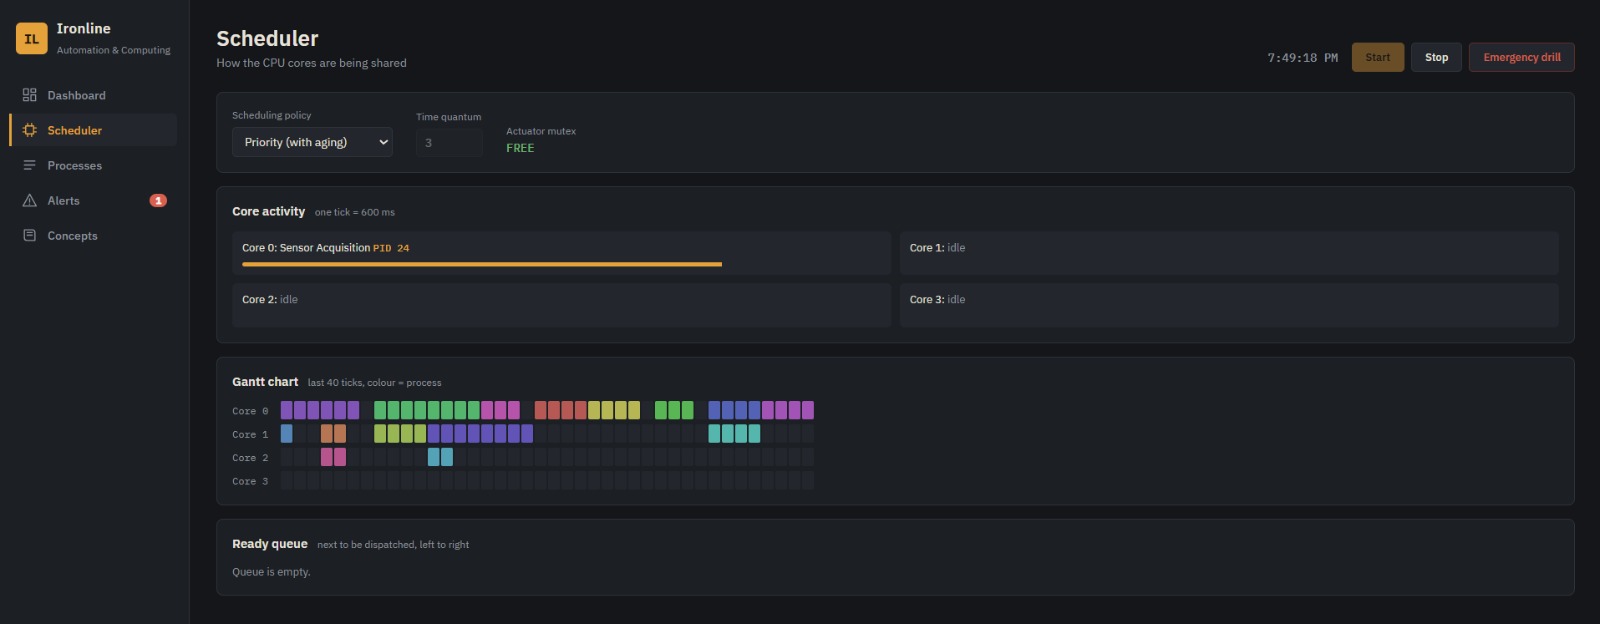 IL
Ironline
Automation & Computing
Dashboard
Scheduler
Processes
Alerts 1
Concepts
Scheduler
How the CPU cores are being shared
7:49:18 PM Start Stop Emergency drill
Scheduling policy
Priority (with aging)
Time quantum
3
Actuator mutex
FREE
Core activity one tick = 600 ms
Core 0: Sensor Acquisition PID 24
Core 1: idle
Core 2: idle
Core 3: idle
Gantt chart last 40 ticks, colour = process
Core 0
Core 1
Core 2
Core 3
Ready queue next to be dispatched, left to right
Queue is empty.